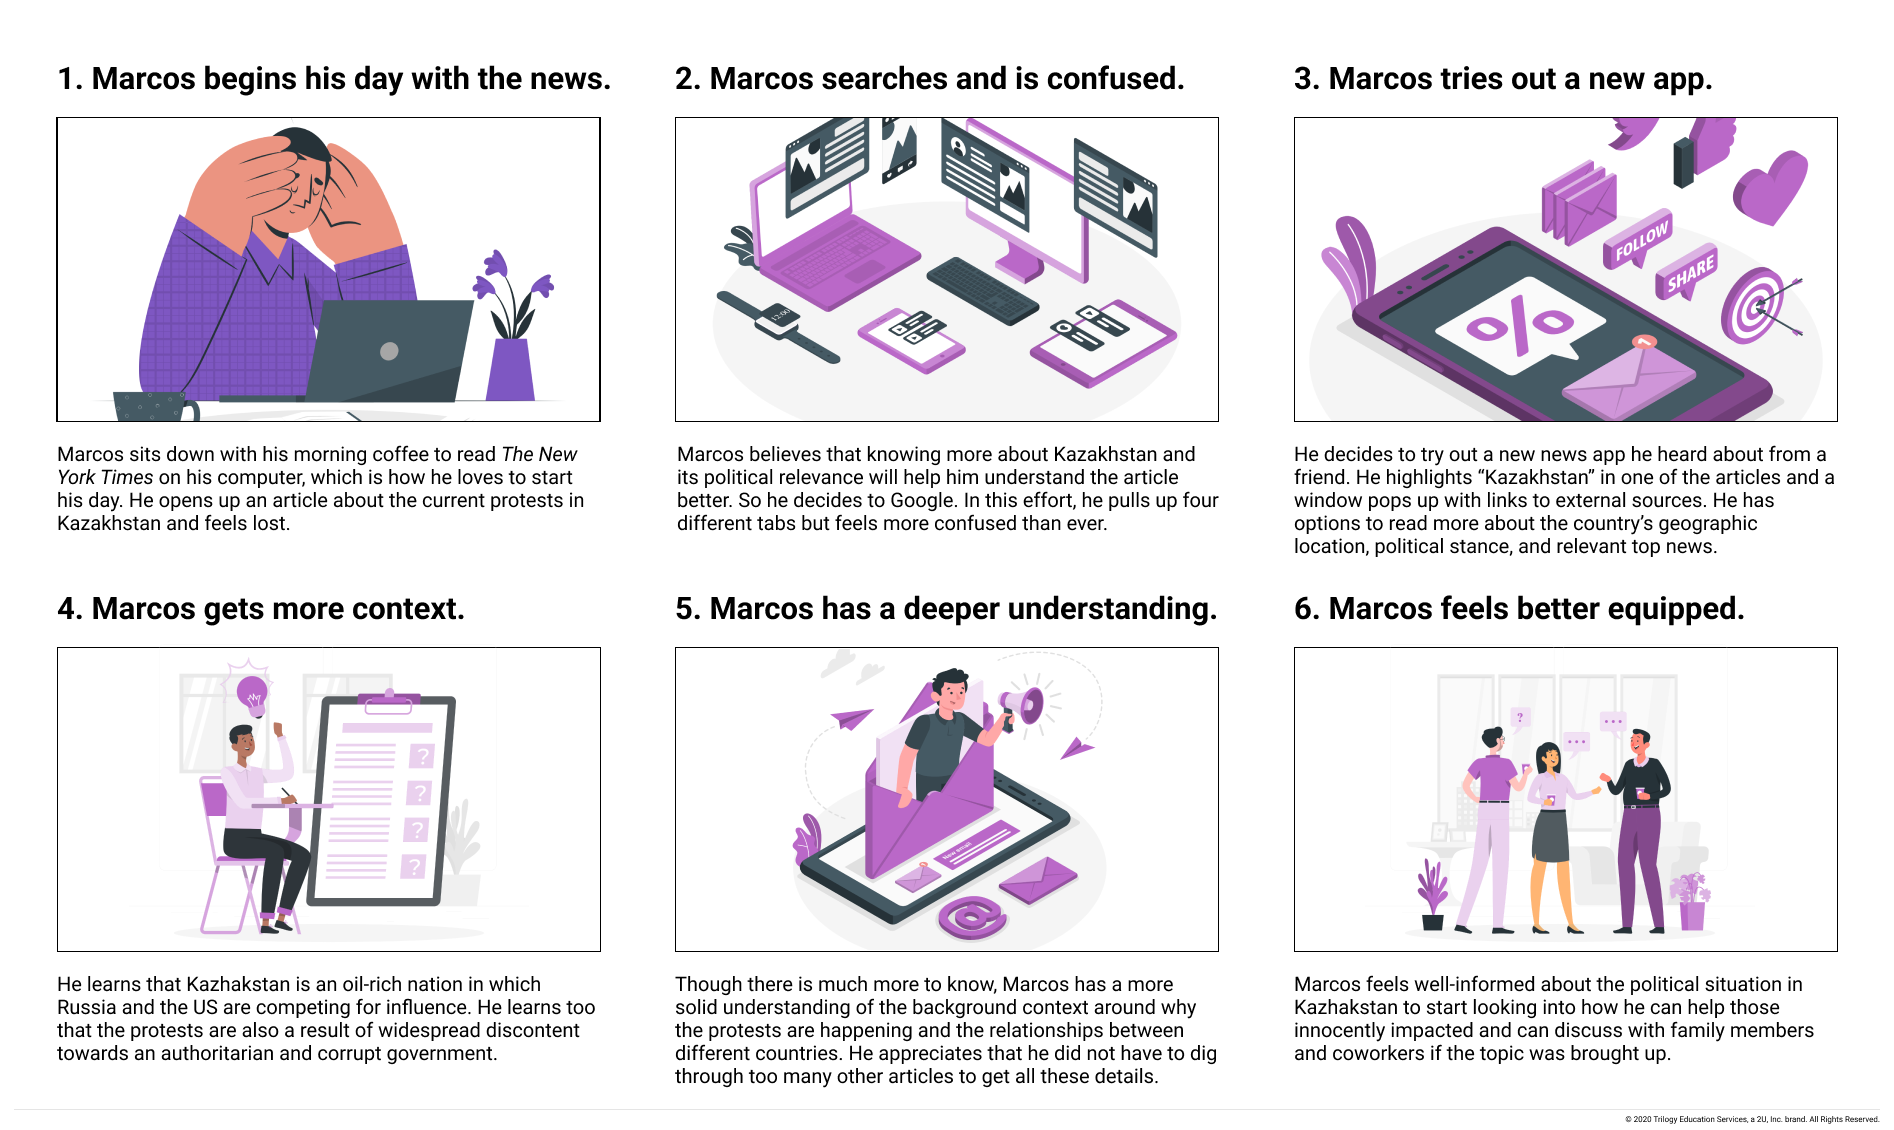 1. Marcos begins his day with the news.
Marcos sits down with his morning coffee to read The New
York Times on his computer, which is how he loves to start
his day. He opens up an article about the current protests in
Kazakhstan and feels lost.
2. Marcos searches and is confused.
12:00
Marcos believes that knowing more about Kazakhstan and
its political relevance will help him understand the article
better. So he decides to Google. In this effort, he pulls up four
different tabs but feels more confused than ever.
3. Marcos tries out a new app.
FOLLOW
SHARE
%
1
He decides to try out a new news app he heard about from a
friend. He highlights “Kazakhstan” in one of the articles and a
window pops up with links to external sources. He has
options to read more about the country’s geographic
location, political stance, and relevant top news.
4. Marcos gets more context.
?
?
?
?
He learns that Kazhakstan is an oil-rich nation in which
Russia and the US are competing for influence. He learns too
that the protests are also a result of widespread discontent
towards an authoritarian and corrupt government.
5. Marcos has a deeper understanding.
New email
@
Though there is much more to know, Marcos has a more
solid understanding of the background context around why
the protests are happening and the relationships between
different countries. He appreciates that he did not have to dig
through too many other articles to get all these details.
6. Marcos feels better equipped.
?
...
...
Marcos feels well-informed about the political situation in
Kazhakstan to start looking into how he can help those
innocently impacted and can discuss with family members
and coworkers if the topic was brought up.
© 2020 Trilogy Education Services, a 2U, Inc. brand. All Rights Reserved.